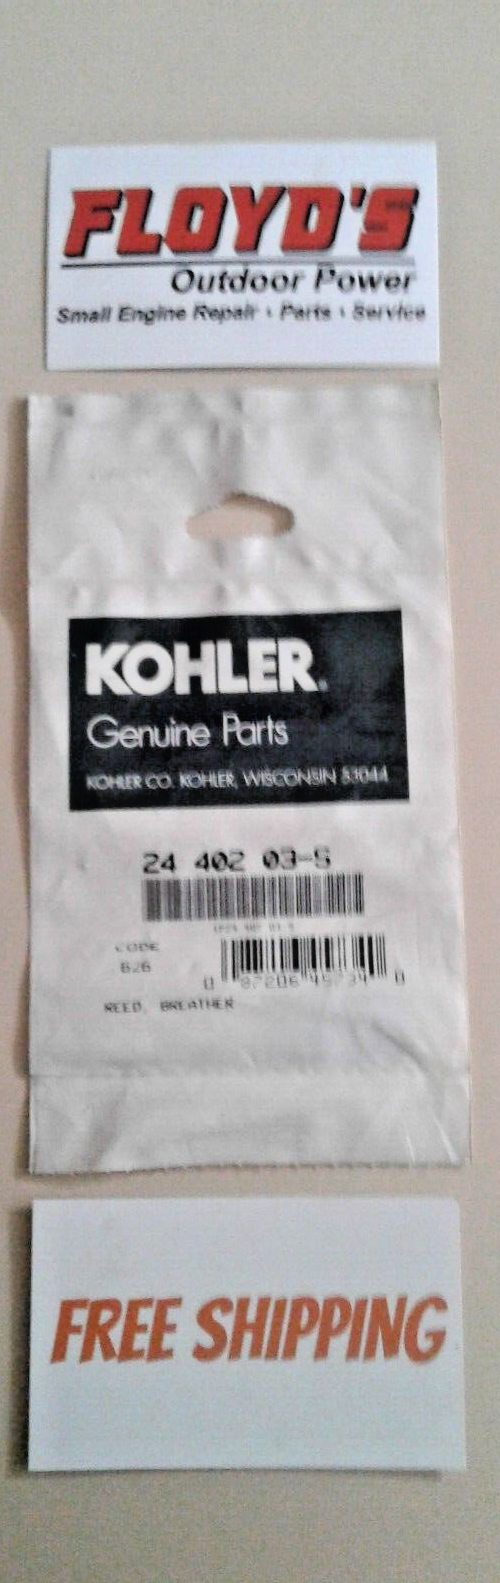 FLOYD'S
Outdoor Power
Small Engine Repair • Parts • Service
KOHLER.
Genuine Parts
KOHLER CO. KOHLER, WISCONSIN 53044
24 402 03-S
CODE
REED, BREATHER
FREE SHIPPING